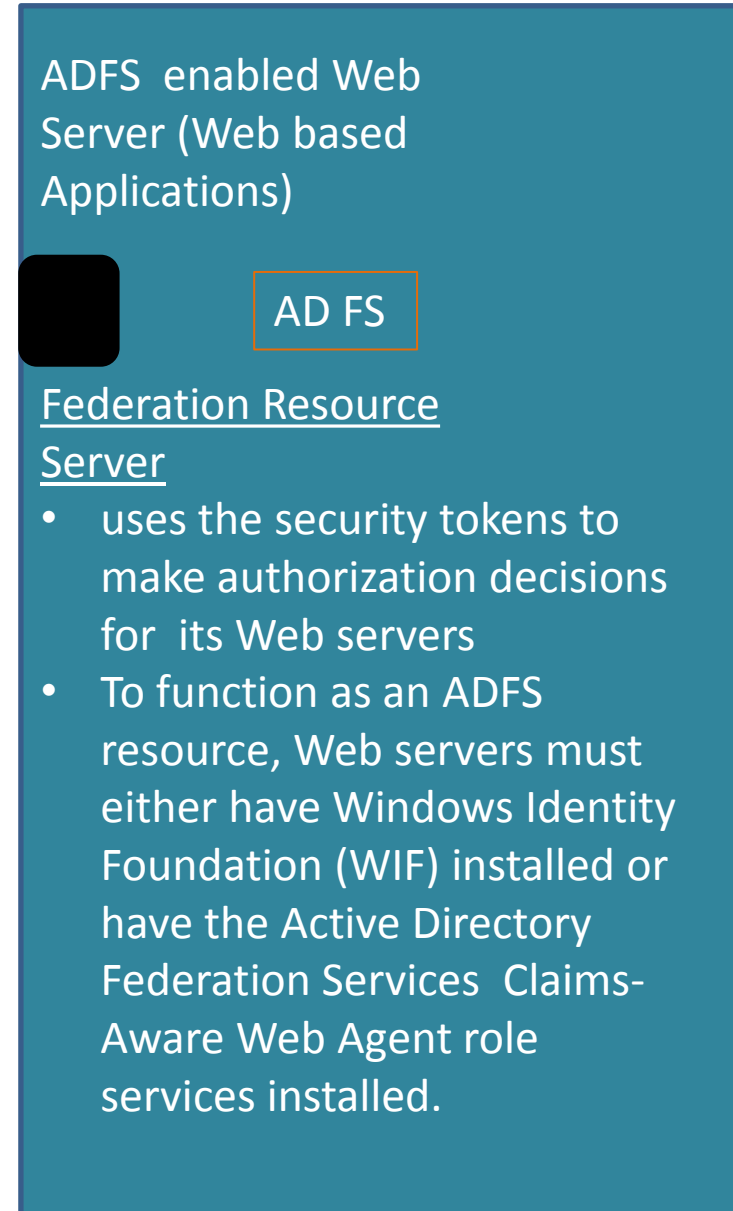 ADFS  enabled Web
Server (Web based
Applications)
AD FS
Federation Resource
Server
• uses the security tokens to
make authorization decisions
for  its Web servers
• To function as an ADFS
resource, Web servers must
either have Windows Identity
Foundation (WIF) installed or
have the Active Directory
Federation Services  Claims-
Aware Web Agent role
services installed.